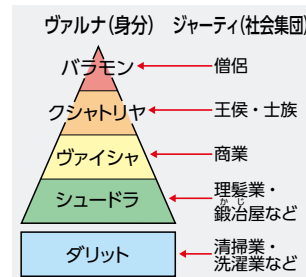 ヴァルナ(身分) ジャーティ(社会集団)
バラモン 僧侶
クシャトリヤ 王侯・士族
ヴァイシャ 商業
シュードラ 理髪業・
鍛冶屋など
かじ
ダリット 清掃業・
洗濯業など